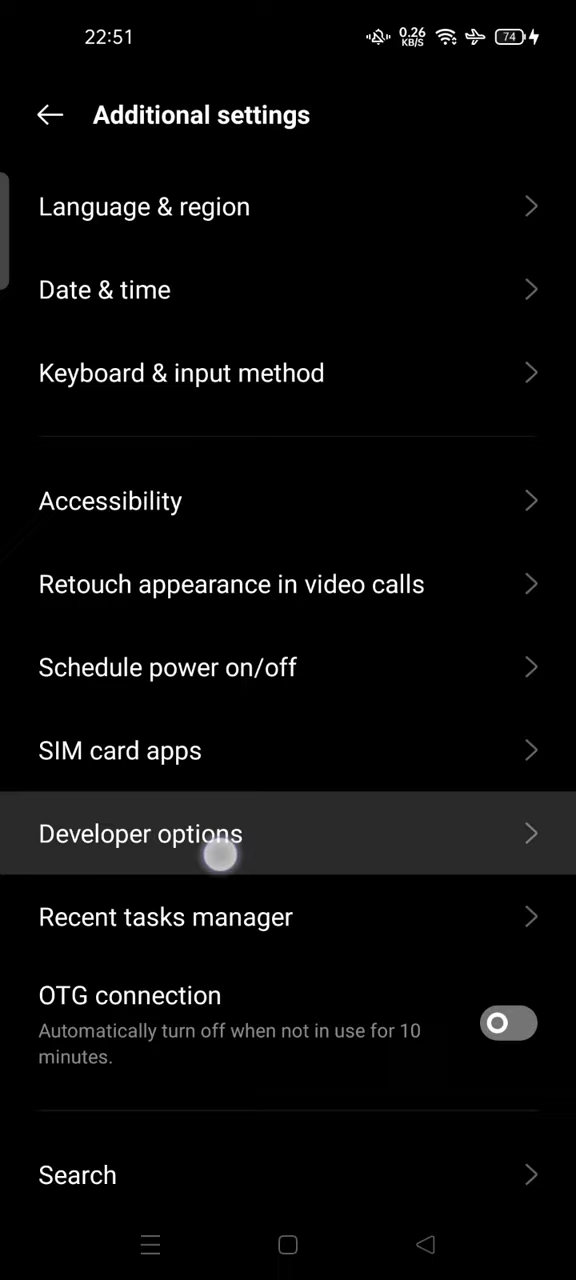 22:51
0.26
KB/S
74
Additional settings
Language & region
Date & time
Keyboard & input method
Accessibility
Retouch appearance in video calls
Schedule power on/off
SIM card apps
Developer options
Recent tasks manager
OTG connection
Automatically turn off when not in use for 10
minutes.
Search